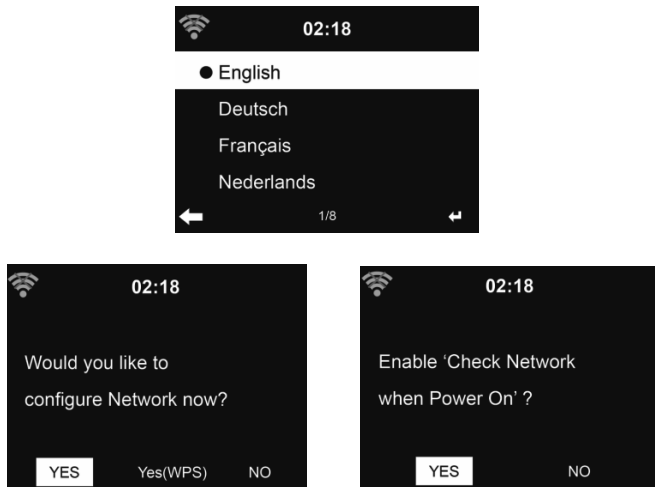 02:18
English
Deutsch
Français
Nederlands
1/8
02:18
Would you like to
configure Network now?
YES Yes(WPS) NO
02:18
Enable ‘Check Network
when Power On’ ?
YES NO